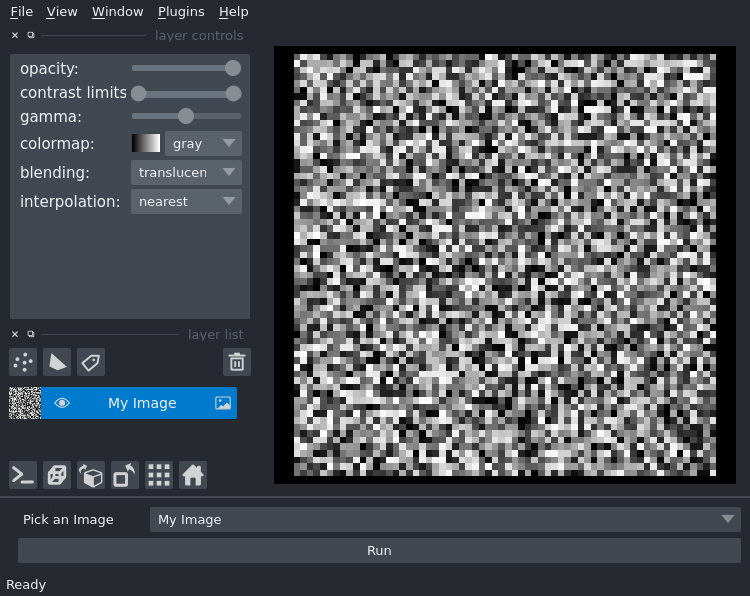 File View Window Plugins Help
layer controls
opacity:
contrast limits
gamma:
colormap: gray
blending: translucen
interpolation: nearest
layer list
My Image
Pick an Image My Image
Run
Ready